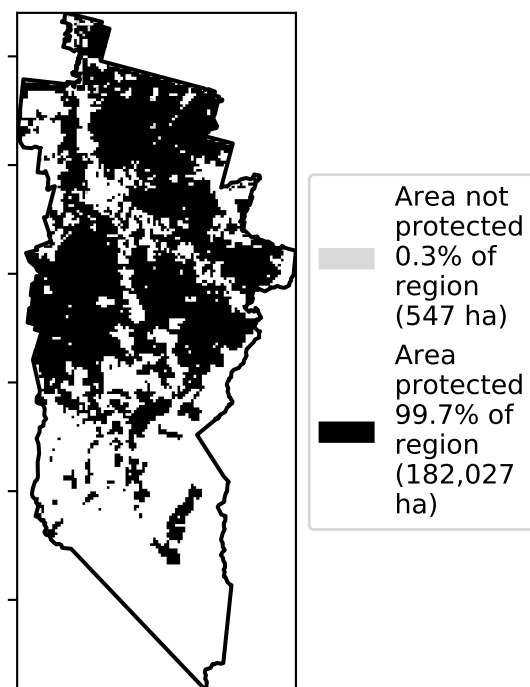 Area not
protected
0.3% of
region
(547 ha)
Area
protected
99.7% of
region
(182,027
ha)